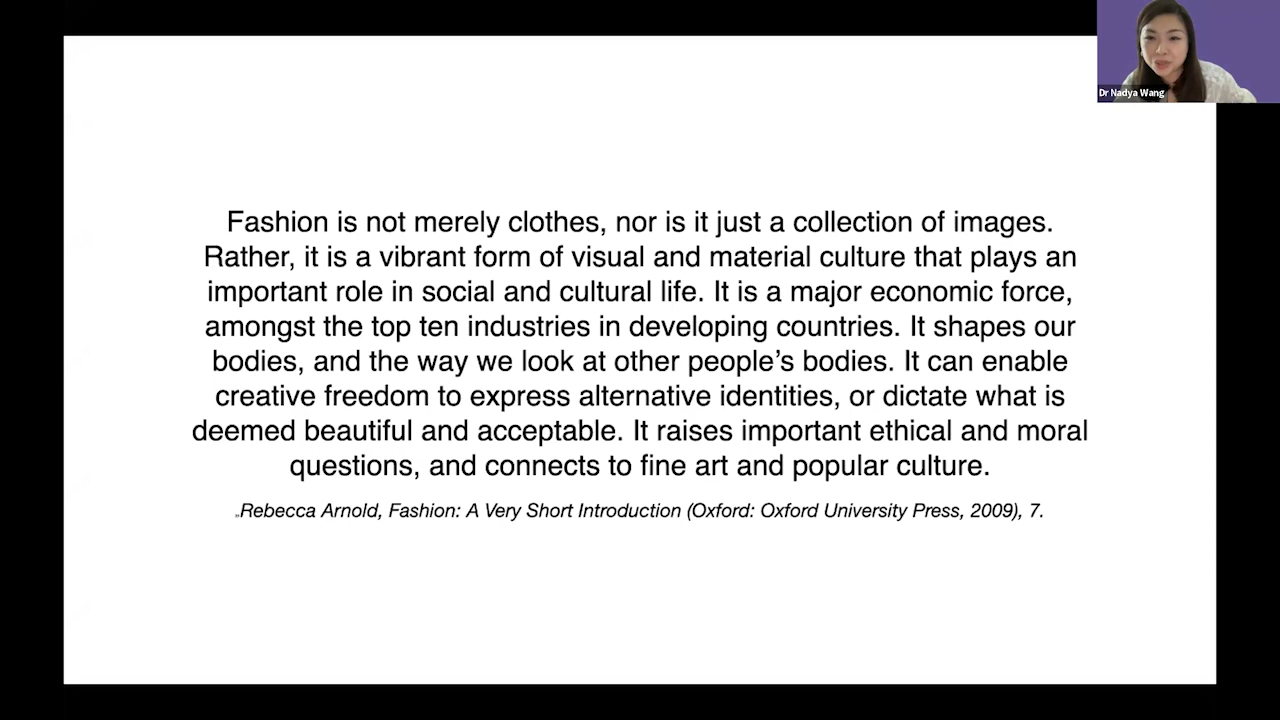 Dr Nadya Wang
Fashion is not merely clothes, nor is it just a collection of images.
Rather, it is a vibrant form of visual and material culture that plays an
important role in social and cultural life. It is a major economic force,
amongst the top ten industries in developing countries. It shapes our
bodies, and the way we look at other people’s bodies. It can enable
creative freedom to express alternative identities, or dictate what is
deemed beautiful and acceptable. It raises important ethical and moral
questions, and connects to fine art and popular culture.
Rebecca Arnold, Fashion: A Very Short Introduction (Oxford: Oxford University Press, 2009), 7.